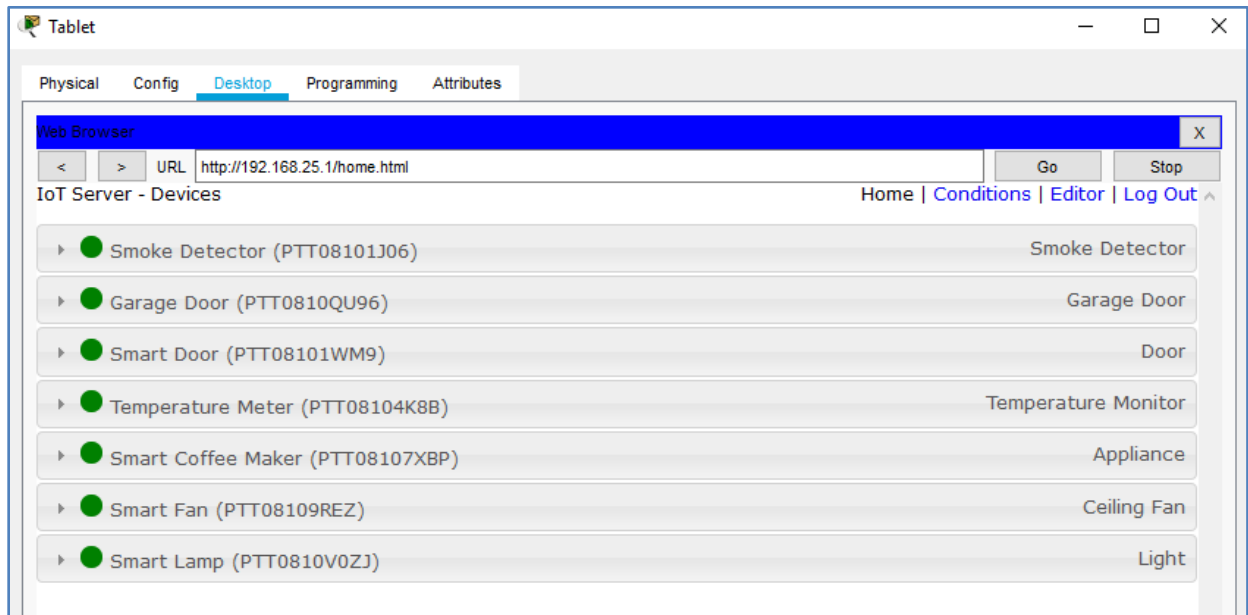 Tablet
Physical Config Desktop Programming Attributes
Web Browser X
< > URL http://192.168.25.1/home.html Go Stop
IoT Server - Devices Home | Conditions | Editor | Log Out
Smoke Detector (PTT08101J06) Smoke Detector
Garage Door (PTT0810QU96) Garage Door
Smart Door (PTT08101WM9) Door
Temperature Meter (PTT08104K8B) Temperature Monitor
Smart Coffee Maker (PTT08107XBP) Appliance
Smart Fan (PTT08109REZ) Ceiling Fan
Smart Lamp (PTT0810V0ZJ) Light